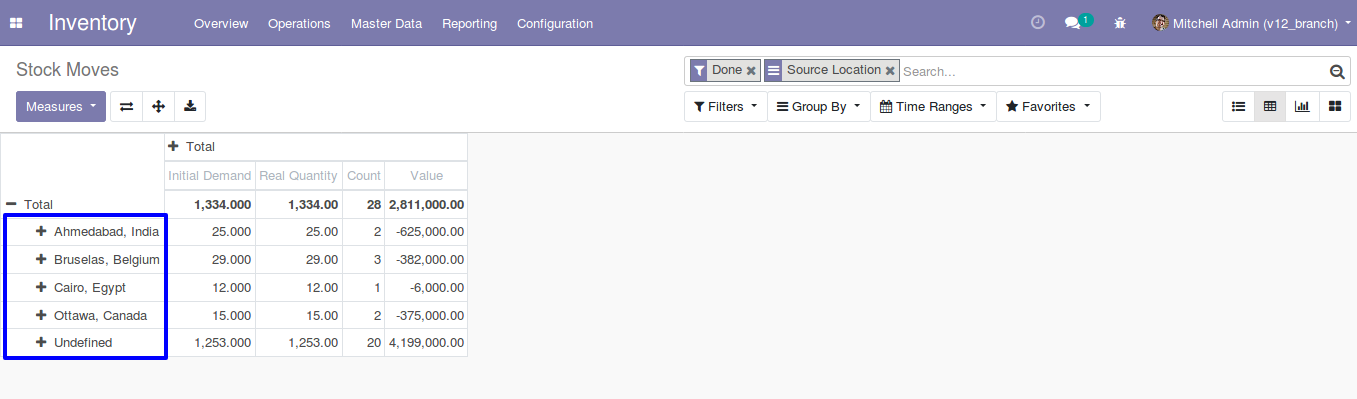 Inventory Overview Operations Master Data Reporting Configuration 1 Mitchell Admin (v12_branch)
Stock Moves Done Source Location Search...
Measures Filters Group By Time Ranges Favorites
Total
Initial Demand Real Quantity Count Value
Total 1,334.000 1,334.00 28 2,811,000.00
Ahmedabad, India 25.000 25.00 2 -625,000.00
Bruselas, Belgium 29.000 29.00 3 -382,000.00
Cairo, Egypt 12.000 12.00 1 -6,000.00
Ottawa, Canada 15.000 15.00 2 -375,000.00
Undefined 1,253.000 1,253.00 20 4,199,000.00